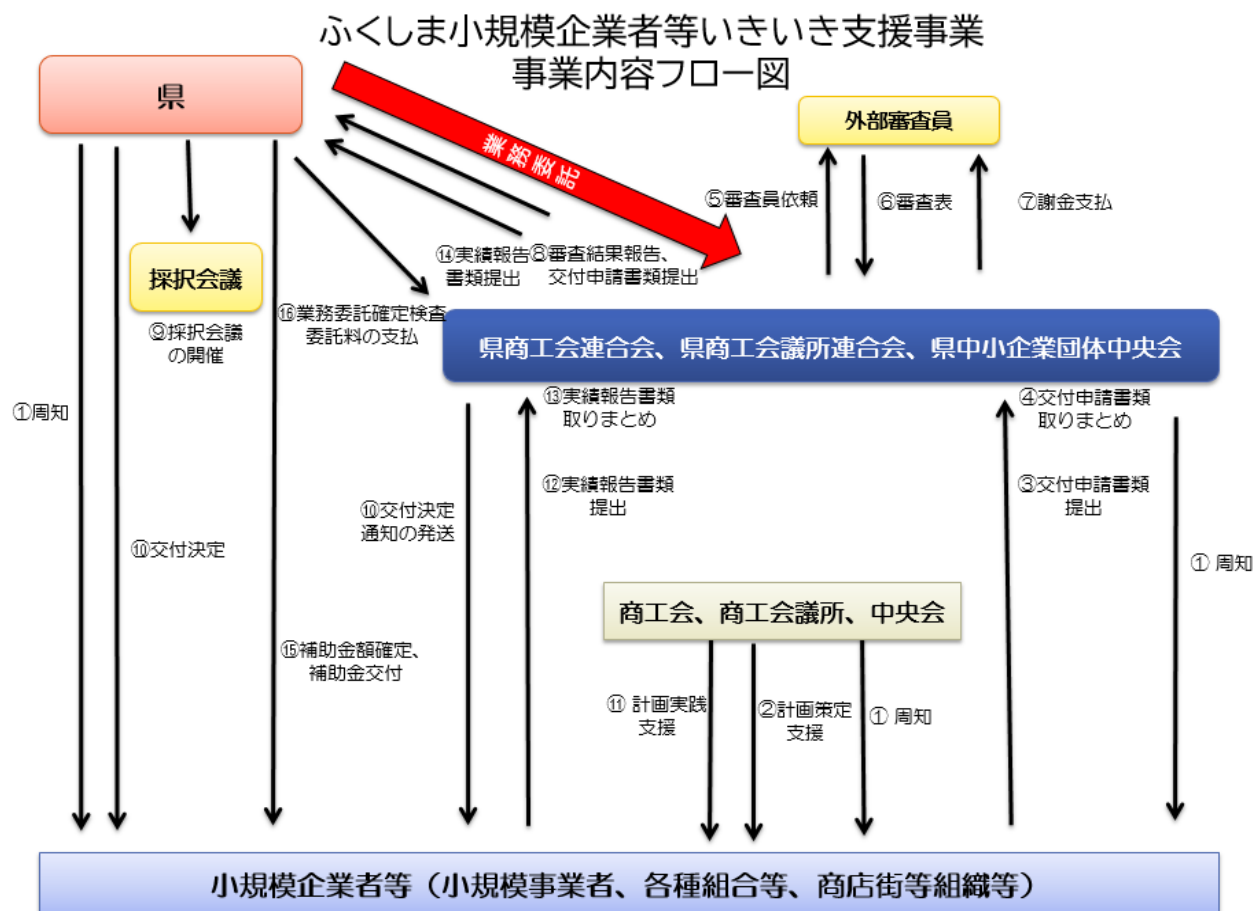 ふくしま小規模企業者等いきいき支援事業
事業内容フロー図
県
業務委託
外部審査員
⑤審査員依頼
⑥審査表
⑦謝金支払
採択会議
⑨採択会議
の開催
⑭実績報告
書類提出
⑧審査結果報告、
交付申請書類提出
⑯業務委託確定検査
委託料の支払
県商工会連合会、県商工会議所連合会、県中小企業団体中央会
①周知
⑬実績報告書類
取りまとめ
④交付申請書類
取りまとめ
⑫実績報告書類
提出
③交付申請書類
提出
⑩交付決定
⑩交付決定
通知の発送
① 周知
商工会、商工会議所、中央会
⑮補助金額確定、
補助金交付
⑪ 計画実践
支援
②計画策定
支援
① 周知
小規模企業者等（小規模事業者、各種組合等、商店街等組織等）